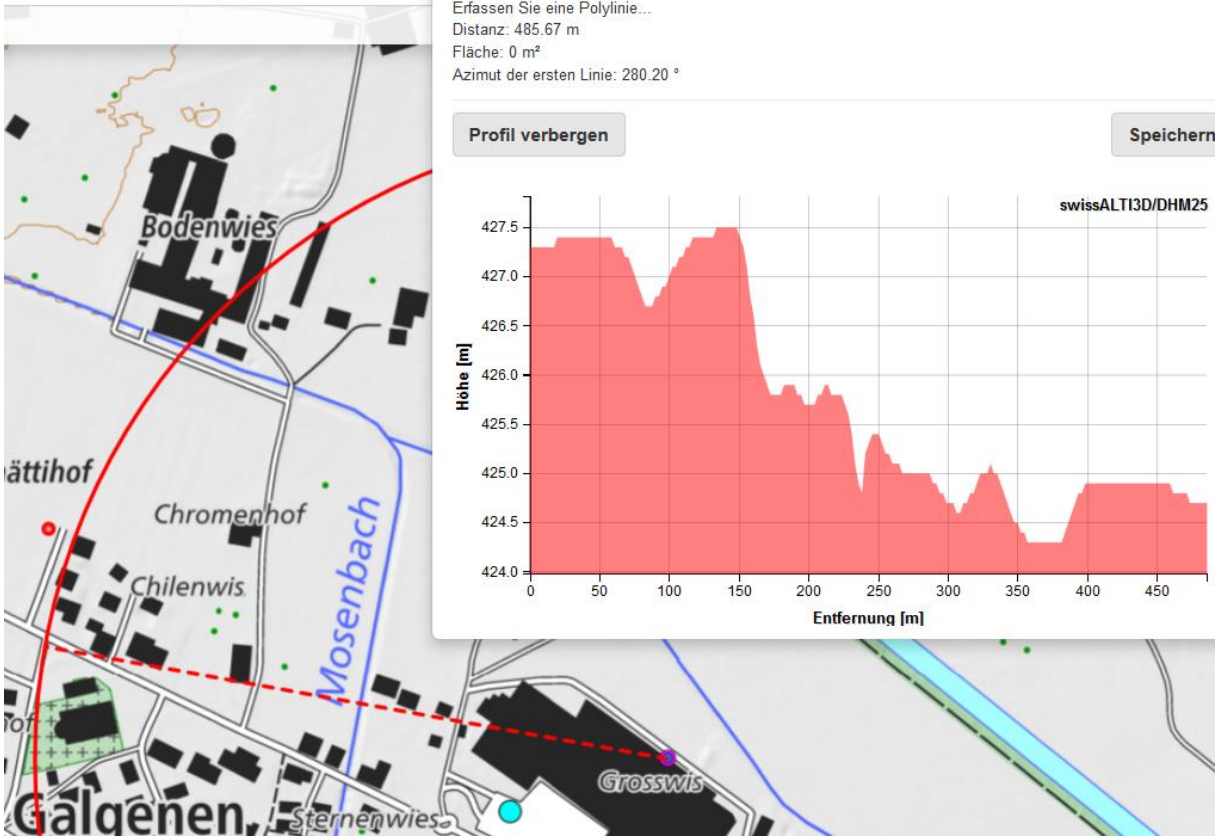 Erfassen Sie eine Polylinie...
Distanz: 485.67 m
Fläche: 0 m²
Azimut der ersten Linie: 280.20 °
Profil verbergen
Speichern
swissALTI3D/DHM25
427.5
427.0
426.5
426.0
425.5
425.0
424.5
424.0
Höhe [m]
0 50 100 150 200 250 300 350 400 450
Entfernung [m]
Bodenwies
ättihof
Chromenhof
Chilenwis
Mosenbach
hof
Grosswis
Galgenen
Sternenwies